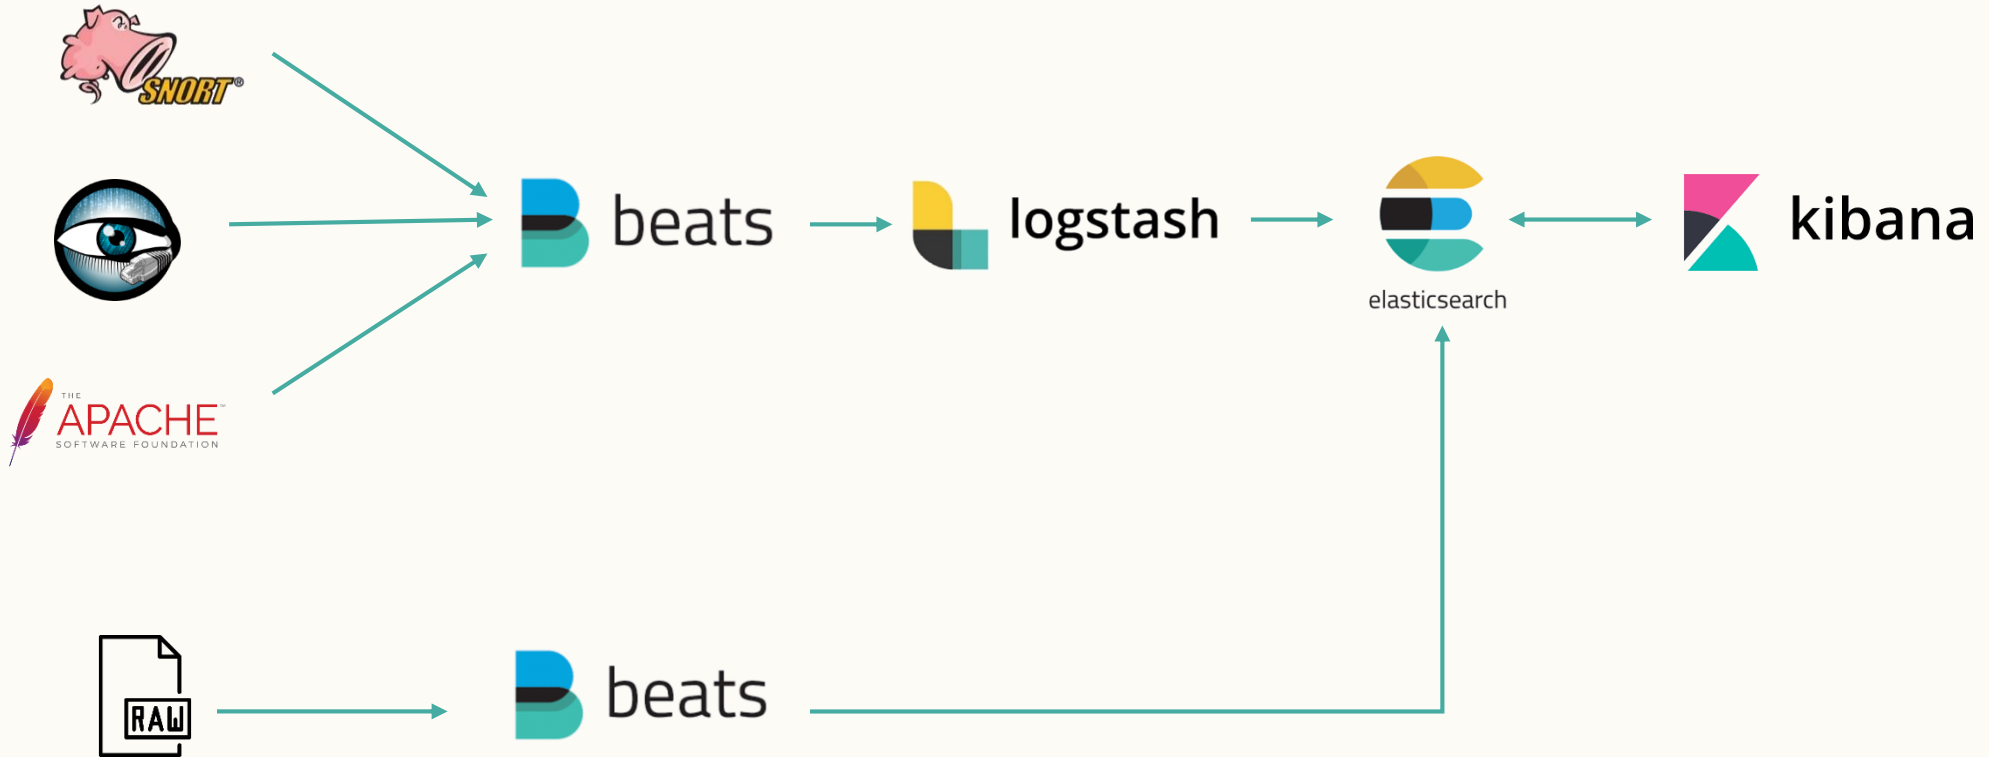 SNORT®
beats
logstash
elasticsearch
kibana
THE
APACHE™
SOFTWARE FOUNDATION
RAW
beats